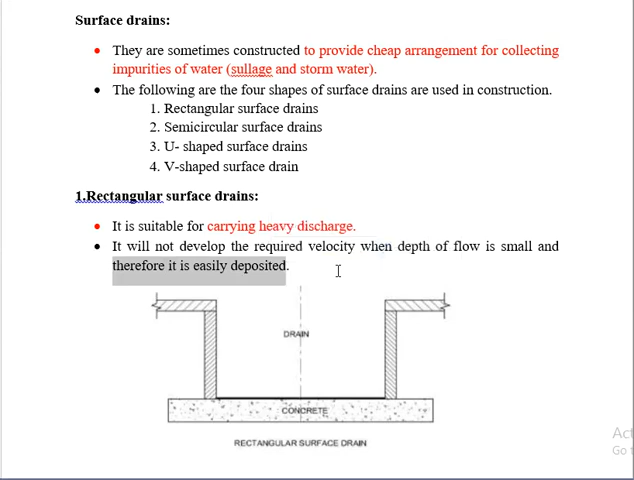 Surface drains:
• They are sometimes constructed to provide cheap arrangement for collecting
impurities of water (sullage and storm water).
• The following are the four shapes of surface drains are used in construction.
1. Rectangular surface drains
2. Semicircular surface drains
3. U- shaped surface drains
4. V-shaped surface drain
1.Rectangular surface drains:
• It is suitable for carrying heavy discharge.
• It will not develop the required velocity when depth of flow is small and
therefore it is easily deposited.
DRAIN
CONCRETE
RECTANGULAR SURFACE DRAIN
Go